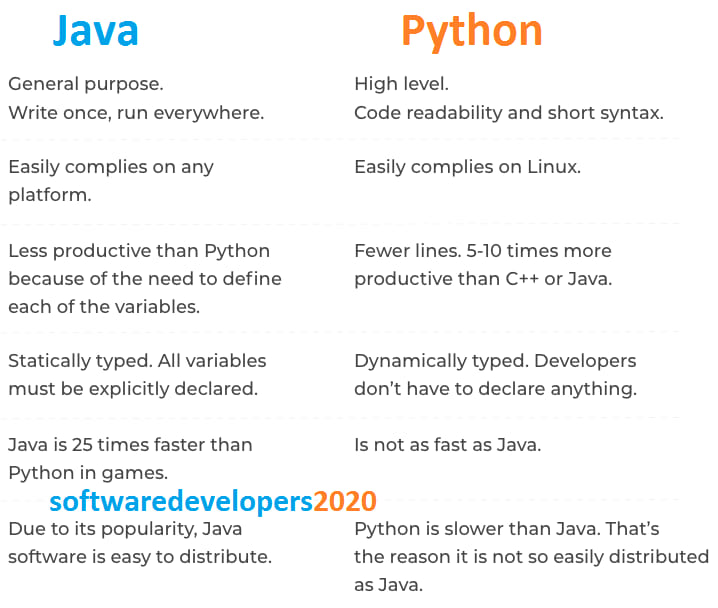 Java
Python
General purpose.
Write once, run everywhere.
High level.
Code readability and short syntax.
Easily complies on any
platform.
Easily complies on Linux.
Less productive than Python
because of the need to define
each of the variables.
Fewer lines. 5-10 times more
productive than C++ or Java.
Statically typed. All variables
must be explicitly declared.
Dynamically typed. Developers
don’t have to declare anything.
Java is 25 times faster than
Python in games.
Is not as fast as Java.
softwaredevelopers2020
Due to its popularity, Java
software is easy to distribute.
Python is slower than Java. That’s
the reason it is not so easily distributed
as Java.